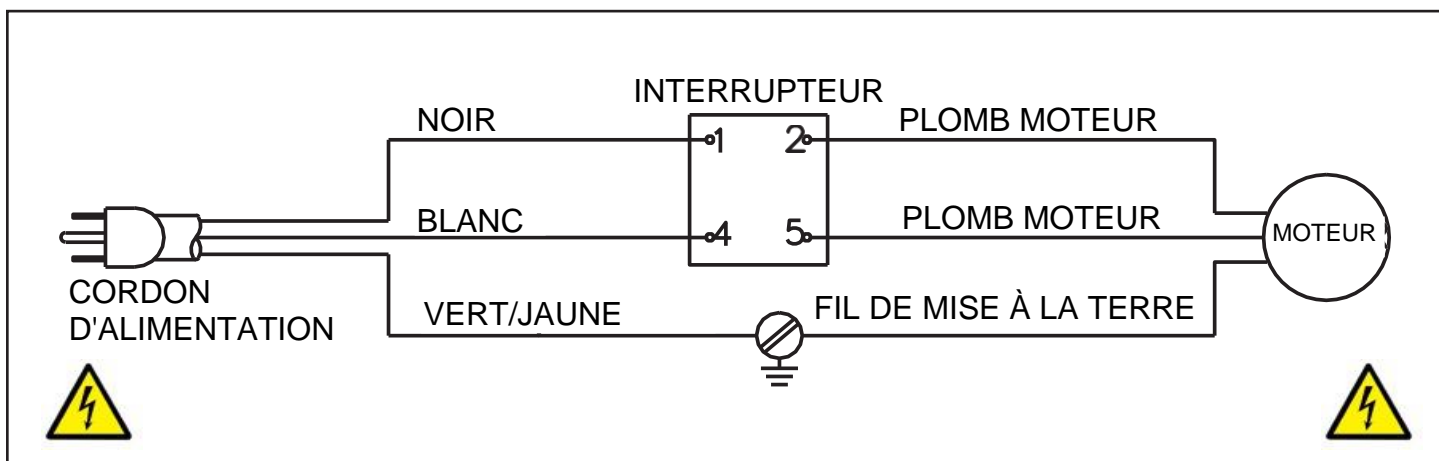 INTERRUPTEUR
NOIR
PLOMB MOTEUR
1 2
BLANC
PLOMB MOTEUR
4 5
MOTEUR
CORDON
D'ALIMENTATION
VERT/JAUNE
FIL DE MISE À LA TERRE